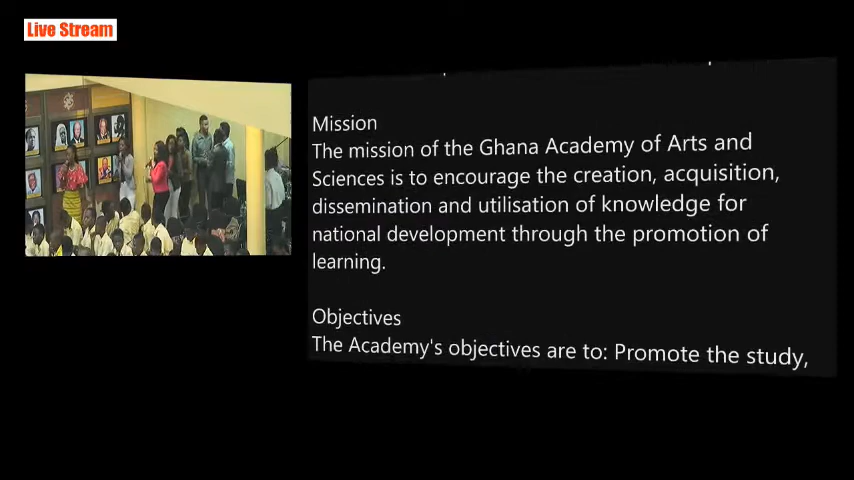 Live Stream
Mission
The mission of the Ghana Academy of Arts and
Sciences is to encourage the creation, acquisition,
dissemination and utilisation of knowledge for
national development through the promotion of
learning.
Objectives
The Academy's objectives are to: Promote the study,